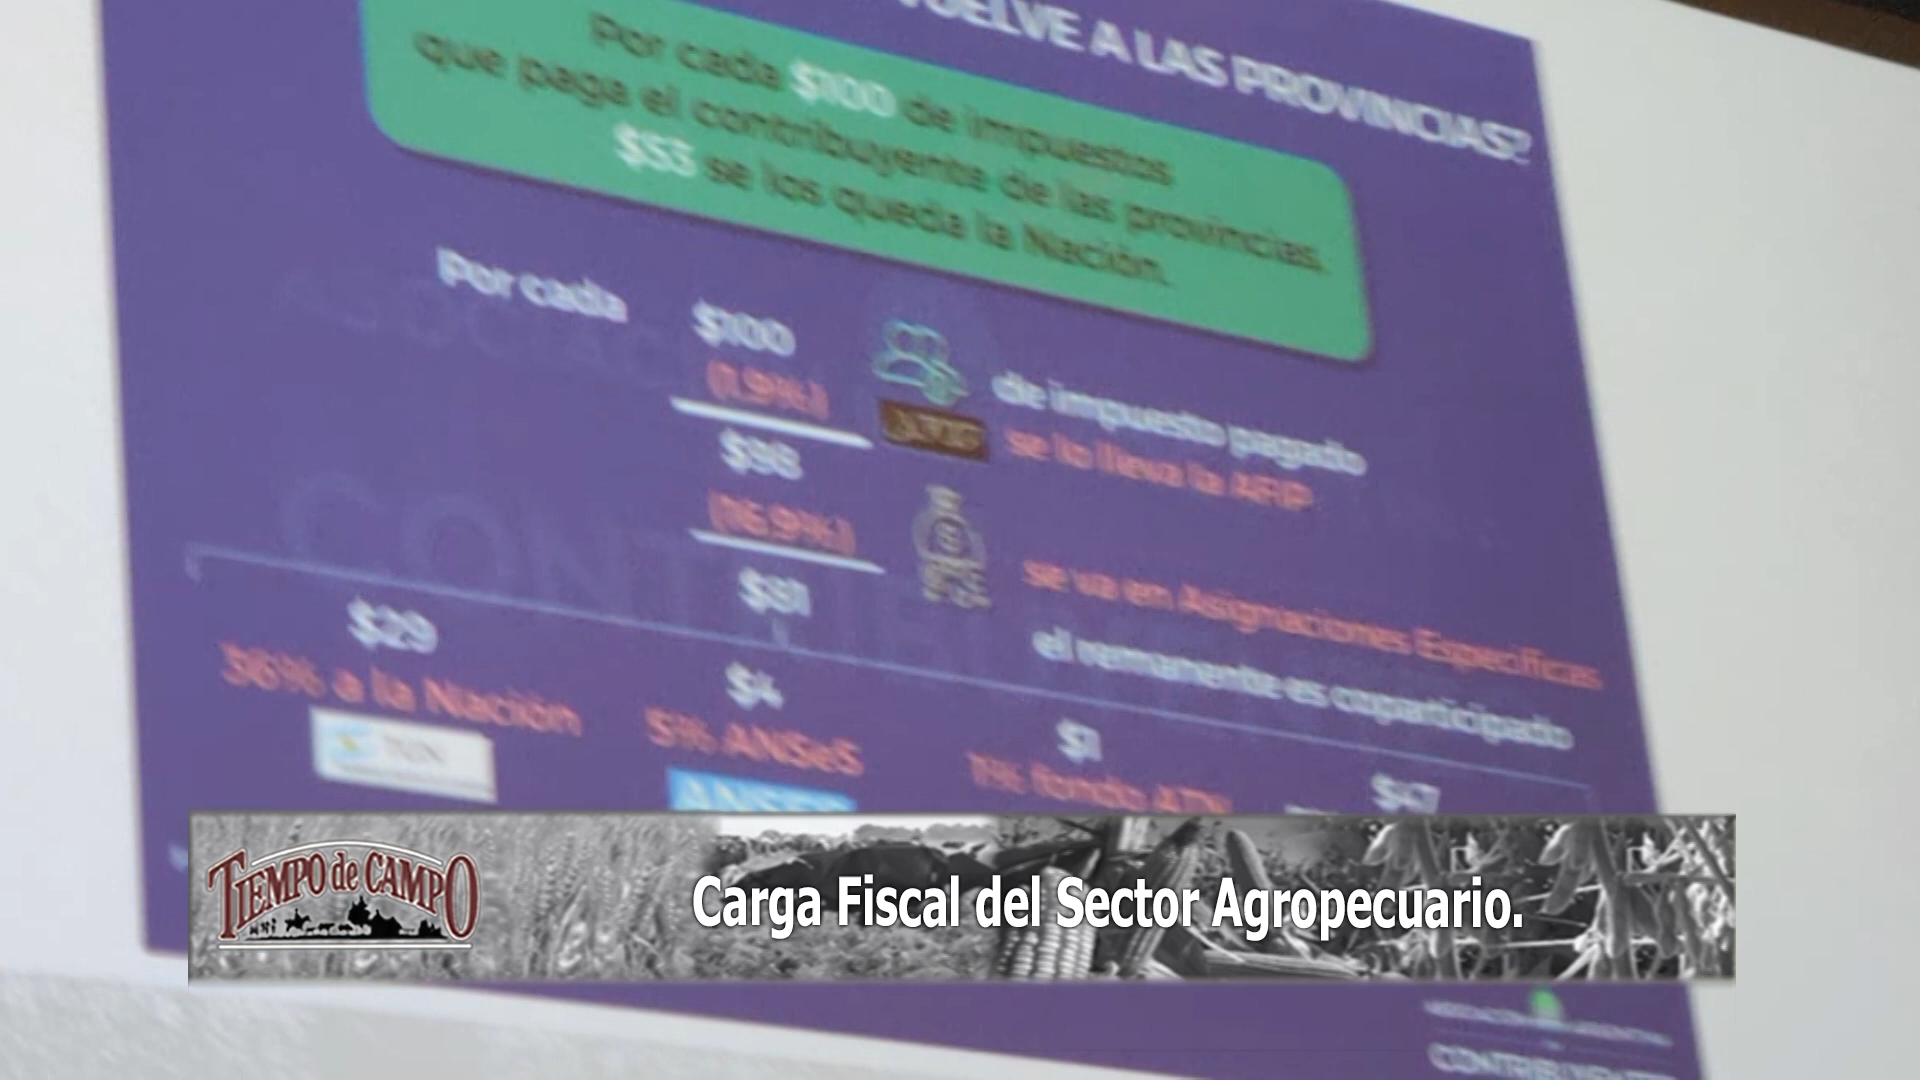 VUELVE A LAS PROVINCIAS?
Por cada $100 de impuestos
que paga el contribuyente de las provincias,
$53 se los queda la Nación.
Por cada
$100
de impuesto pagado
(1.9%)
AFIP
se lo lleva la AFIP
$98
(16.9%)
se va en Asignaciones Específicas
$81
el remanente es coparticipado
$29
36% a la Nación
$4
5% ANSeS
ANSES
$1
1% fondo ATN
$47
TIEMPO de CAMPO
Carga Fiscal del Sector Agropecuario.